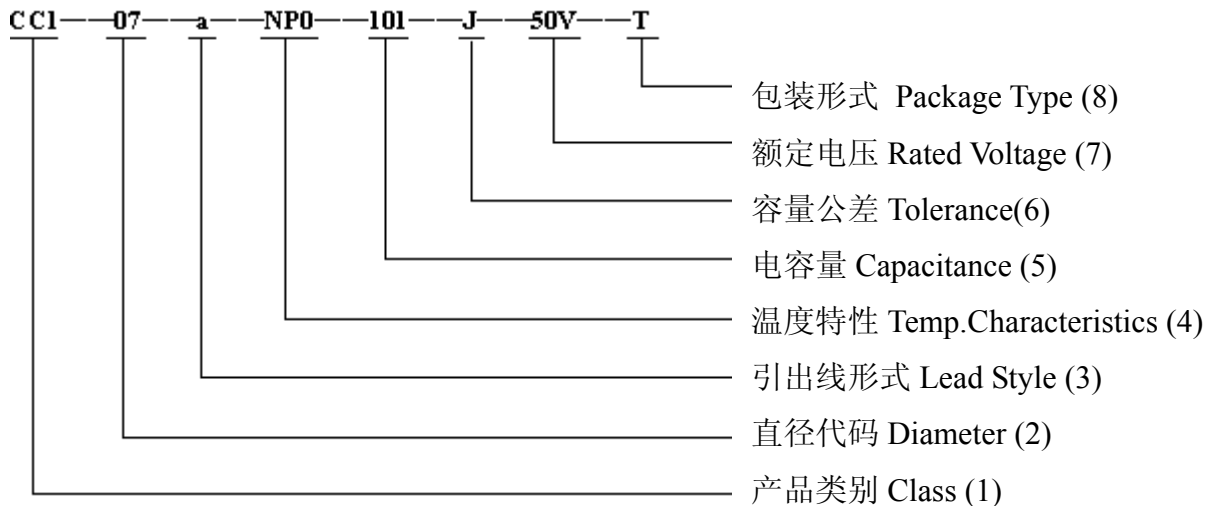 CC1——07——a——NP0——101——J——50V——T
包装形式 Package Type (8)
额定电压 Rated Voltage (7)
容量公差 Tolerance(6)
电容量 Capacitance (5)
温度特性 Temp.Characteristics (4)
引出线形式 Lead Style (3)
直径代码 Diameter (2)
产品类别 Class (1)